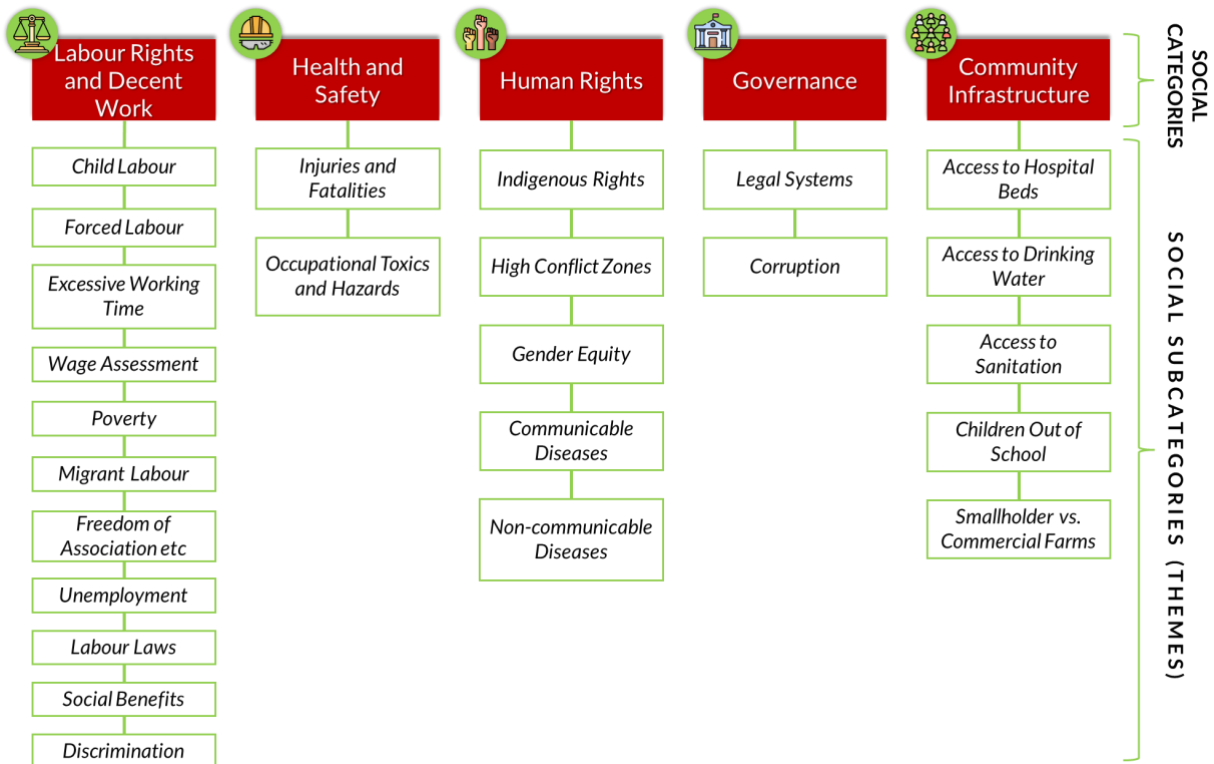 Labour Rights
and Decent
Work
Child Labour
Forced Labour
Excessive Working
Time
Wage Assessment
Poverty
Migrant Labour
Freedom of
Association etc
Unemployment
Labour Laws
Social Benefits
Discrimination
Health and
Safety
Injuries and
Fatalities
Occupational Toxics
and Hazards
Human Rights
Indigenous Rights
High Conflict Zones
Gender Equity
Communicable
Diseases
Non-communicable
Diseases
Governance
Legal Systems
Corruption
Community
Infrastructure
Access to Hospital
Beds
Access to Drinking
Water
Access to
Sanitation
Children Out of
School
Smallholder vs.
Commercial Farms
SOCIAL
CATEGORIES
SOCIAL SUBCATEGORIES (THEMES)